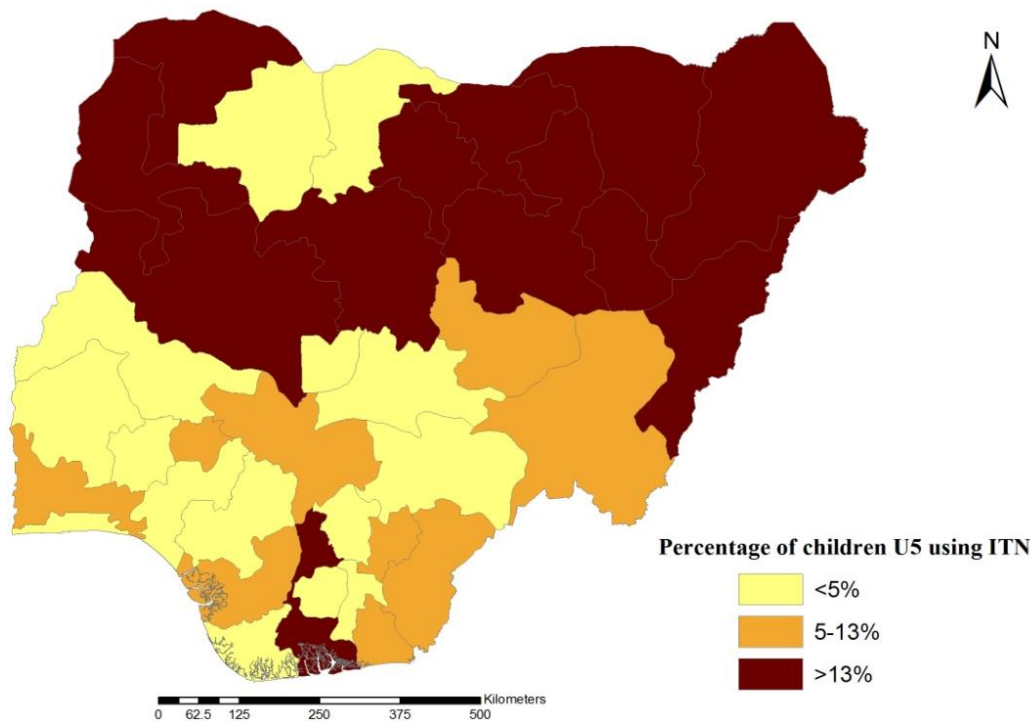 N
Percentage of children U5 using ITN
<5%
5-13%
>13%
Kilometers
0 62.5 125 250 375 500